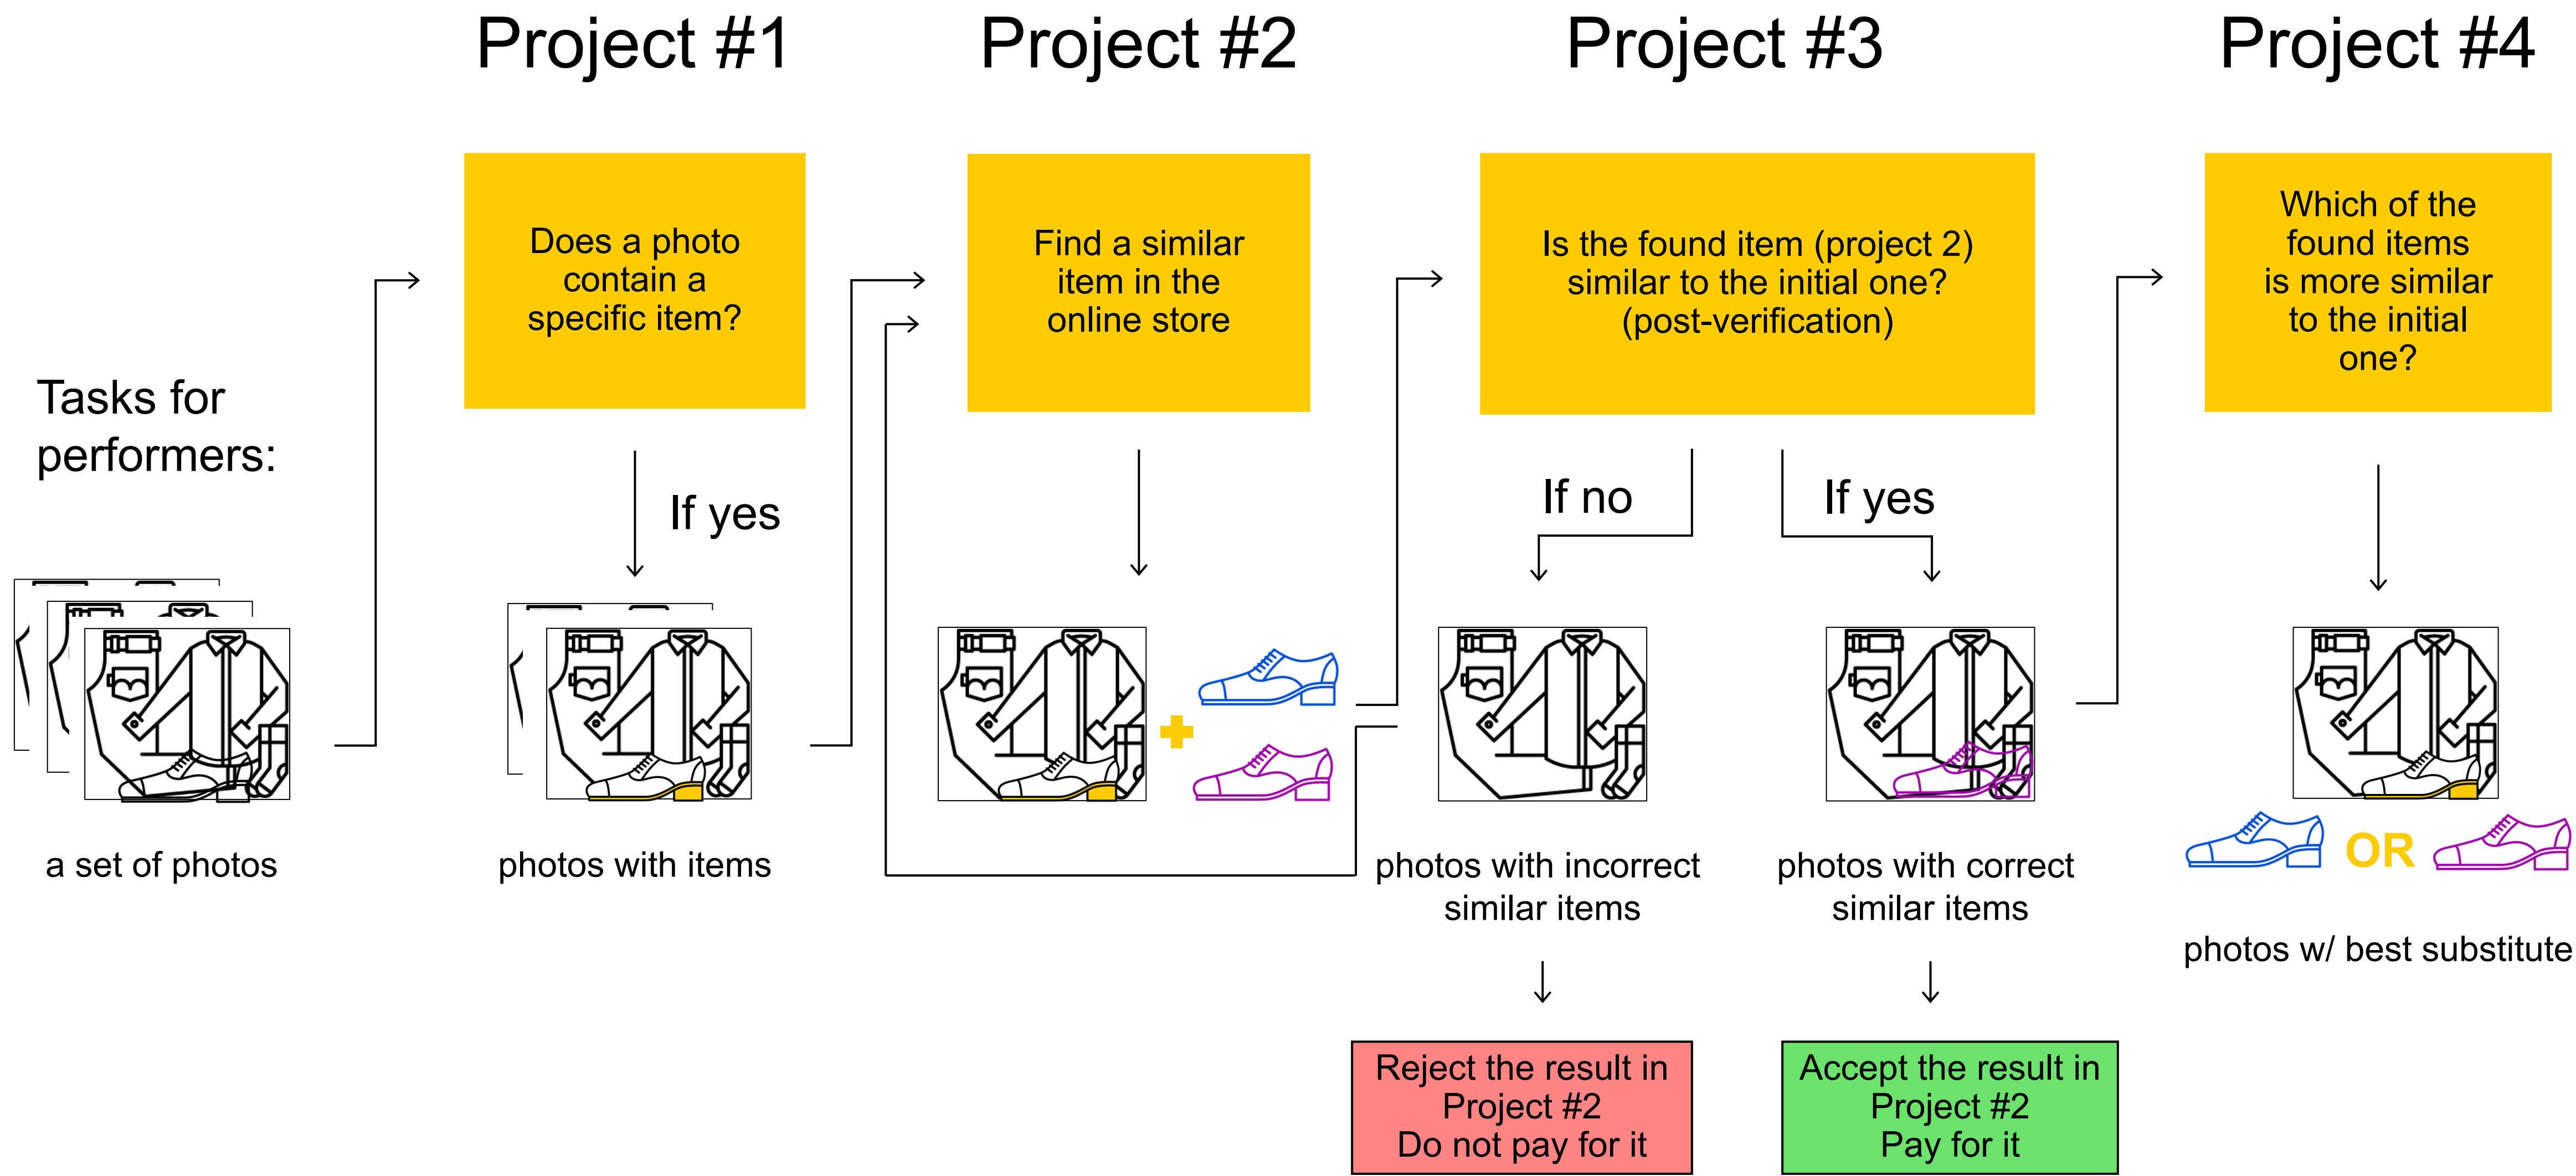 Project #1
Project #2
Project #3
Project #4
Tasks for
performers:
Does a photo
contain a
specific item?
Find a similar
item in the
online store
Is the found item (project 2)
similar to the initial one?
(post-verification)
Which of the
found items
is more similar
to the initial
one?
If yes
If no
If yes
a set of photos
photos with items
photos with incorrect
similar items
photos with correct
similar items
OR
photos w/ best substitute
Reject the result in
Project #2
Do not pay for it
Accept the result in
Project #2
Pay for it